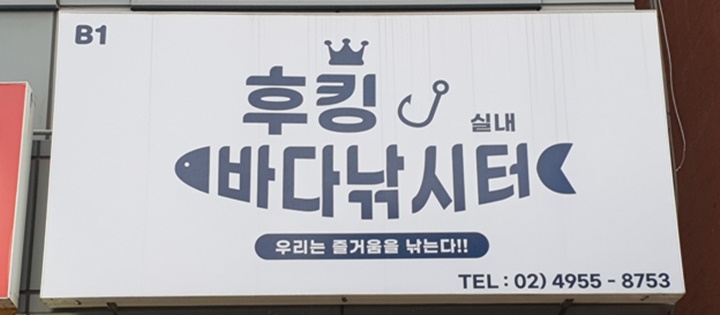 B1
후킹
실내
바다낚시터
우리는 즐거움을 낚는다!!
TEL : 02) 4955 - 8753